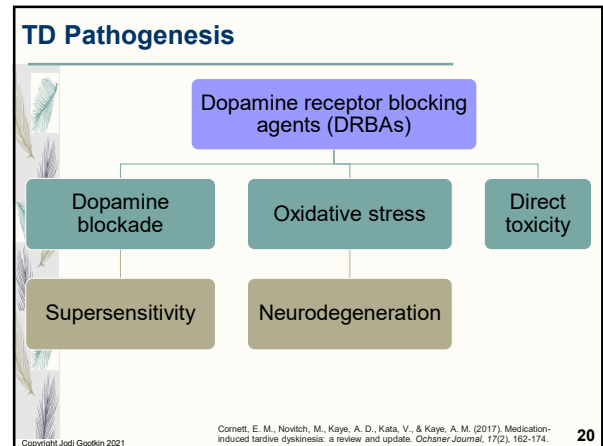 TD Pathogenesis
Dopamine receptor blocking
agents (DRBAs)
Dopamine
blockade
Oxidative stress
Direct
toxicity
Supersensitivity
Neurodegeneration
Copyright Jodi Gootkin 2021
Cornett, E. M., Novitch, M., Kaye, A. D., Kata, V., & Kaye, A. M. (2017). Medication-
induced tardive dyskinesia: a review and update. Ochsner Journal, 17(2), 162-174.
20